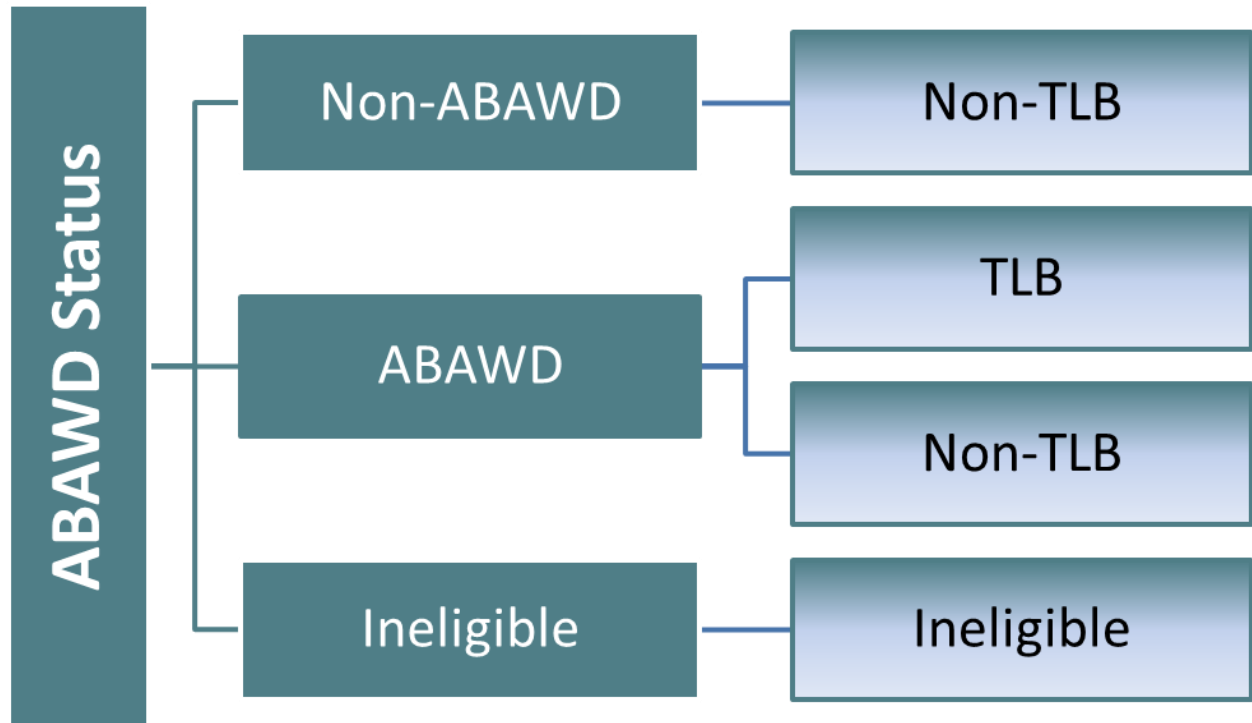 ABAWD Status
Non-ABAWD
Non-TLB
ABAWD
TLB
Non-TLB
Ineligible
Ineligible